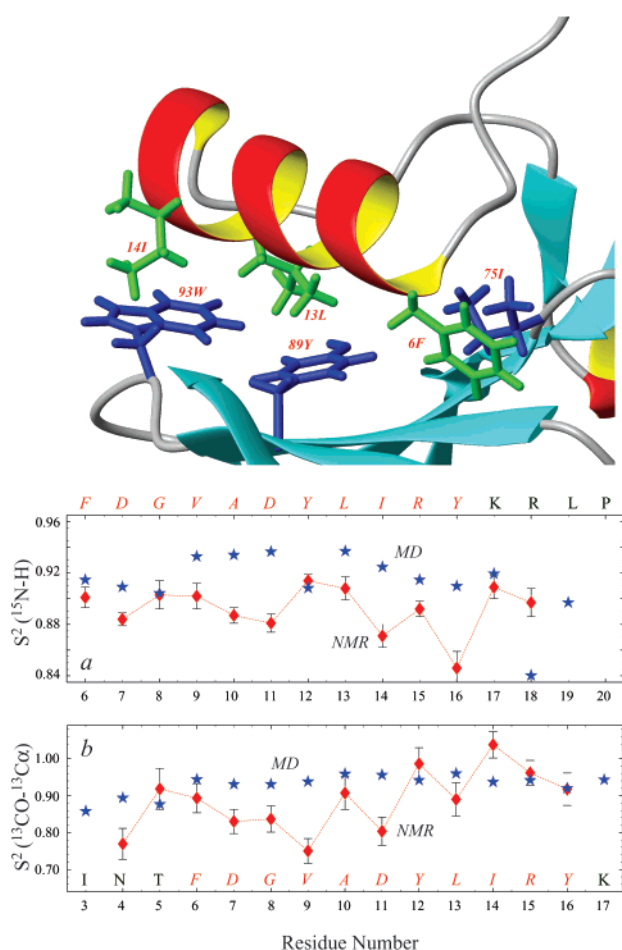 14I
93W
13L
75I
89Y
6F
F D G V A D Y L I R Y K R L P
0.96
0.92
0.88
0.84
S² (¹⁵N-H)
MD
NMR
a
6 7 8 9 10 11 12 13 14 15 16 17 18 19 20
b
1.00
0.90
0.80
0.70
S² (¹³CO-¹³Cα)
MD
NMR
I N T F D G V A D Y L I R Y K
3 4 5 6 7 8 9 10 11 12 13 14 15 16 17
Residue Number